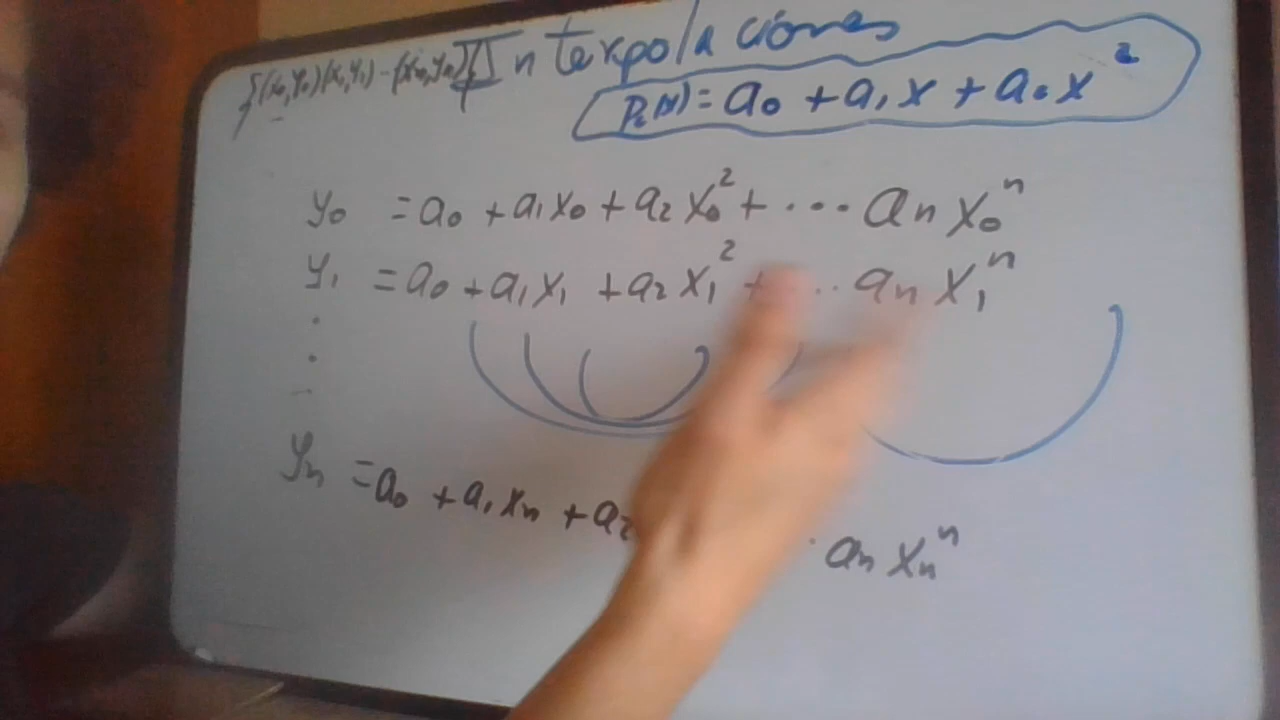 {(x₀,y₀)(x₁,y₁)-(xₙ,yₙ)} Interpolaciones
P₂(x) = a₀ + a₁x + a₀x²
y₀ = a₀ + a₁x₀ + a₂x₀² + ... aₙx₀ⁿ
y₁ = a₀ + a₁x₁ + a₂x₁² + .. aₙx₁ⁿ
yₙ = a₀ + a₁xₙ + a₂ · aₙxₙⁿ